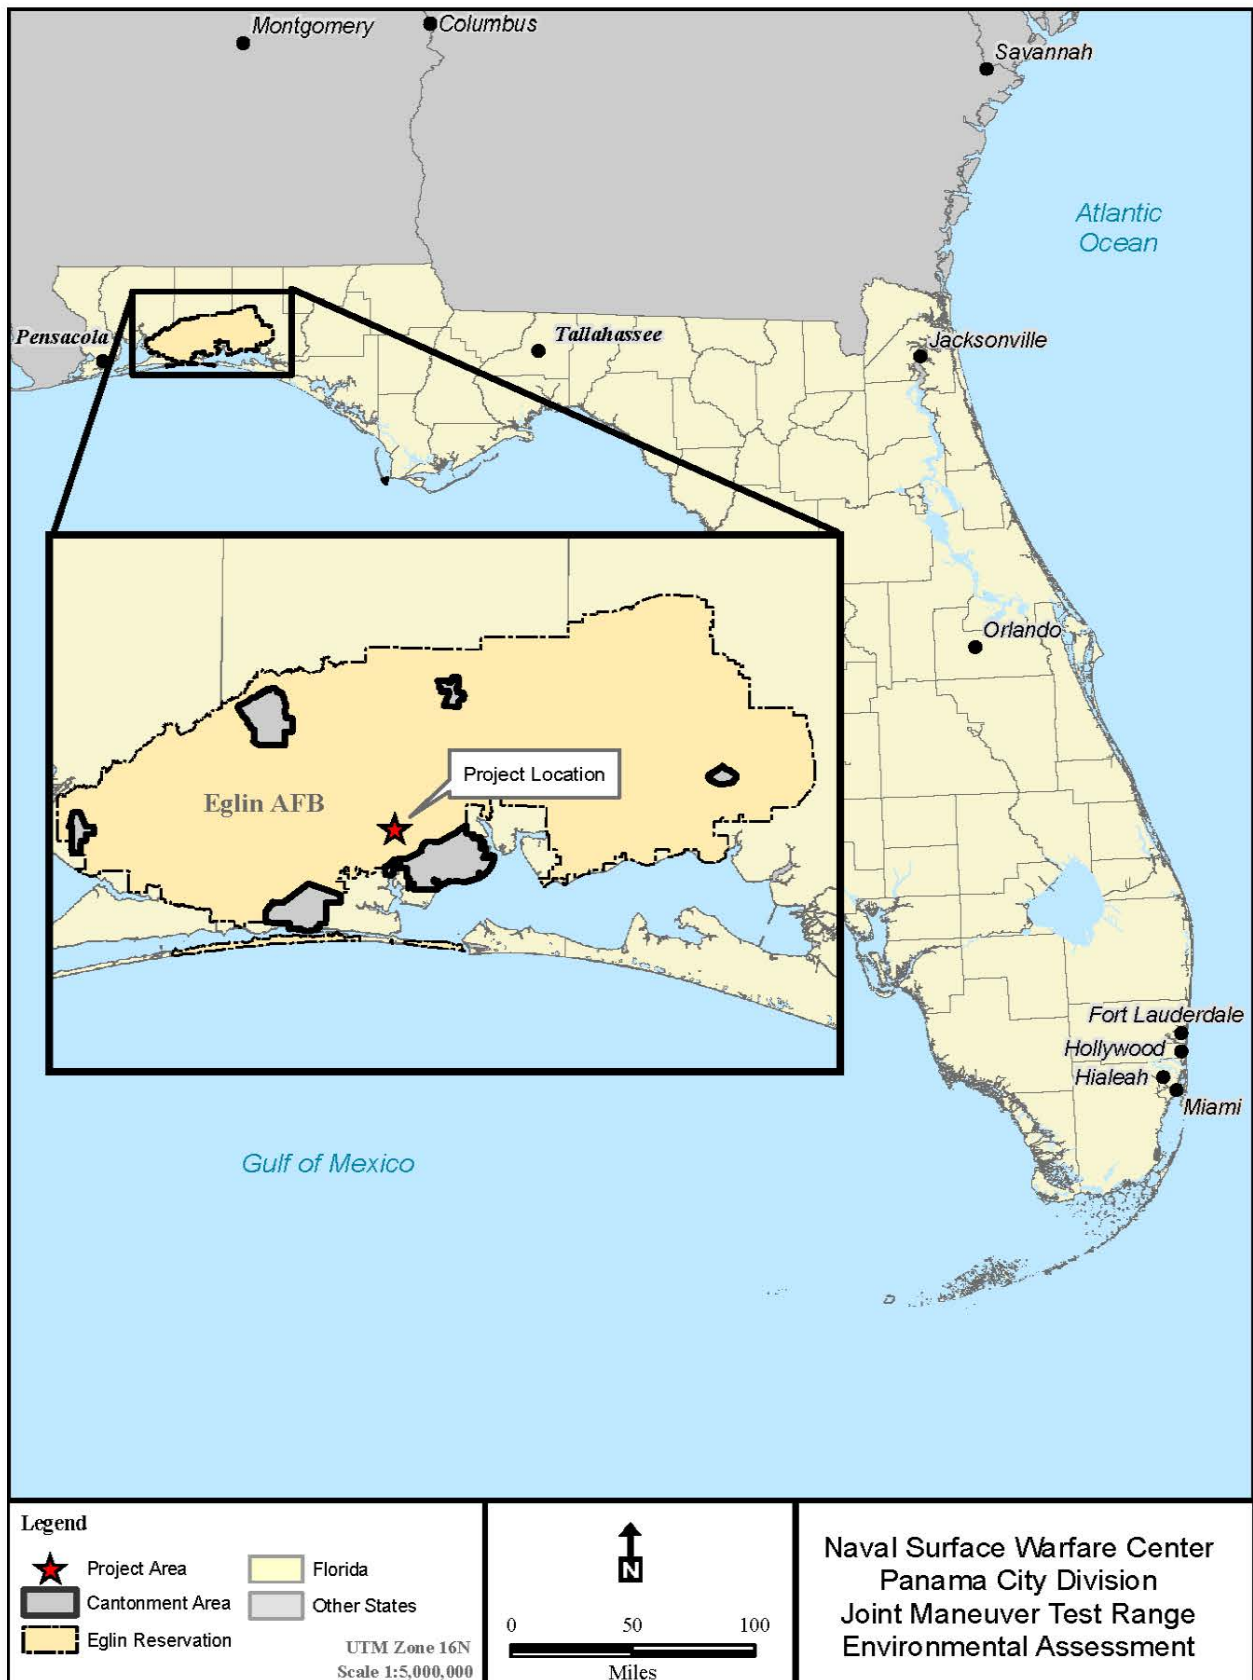 Montgomery
Columbus
Savannah
Atlantic
Ocean
Pensacola
Tallahassee
Jacksonville
Orlando
Project Location
Eglin AFB
Fort Lauderdale
Hollywood
Hialeah
Miami
Gulf of Mexico
Legend
Project Area
Florida
Cantonment Area
Other States
Eglin Reservation
UTM Zone 16N
Scale 1:5,000,000
N
0 50 100
Miles
Naval Surface Warfare Center
Panama City Division
Joint Maneuver Test Range
Environmental Assessment